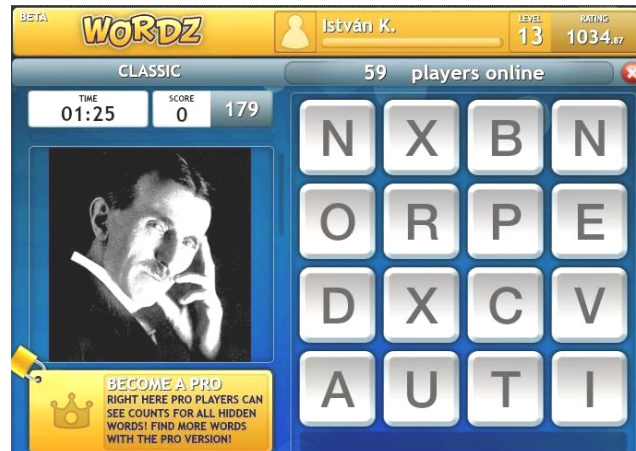 BETA
WORDZ
István K.
LEVEL
13
RATING
1034.87
CLASSIC
59 players online
TIME
01:25
SCORE
0
179
N X B N
O R P E
D X C V
A U T I
BECOME A PRO
RIGHT HERE PRO PLAYERS CAN
SEE COUNTS FOR ALL HIDDEN
WORDS! FIND MORE WORDS
WITH THE PRO VERSION!